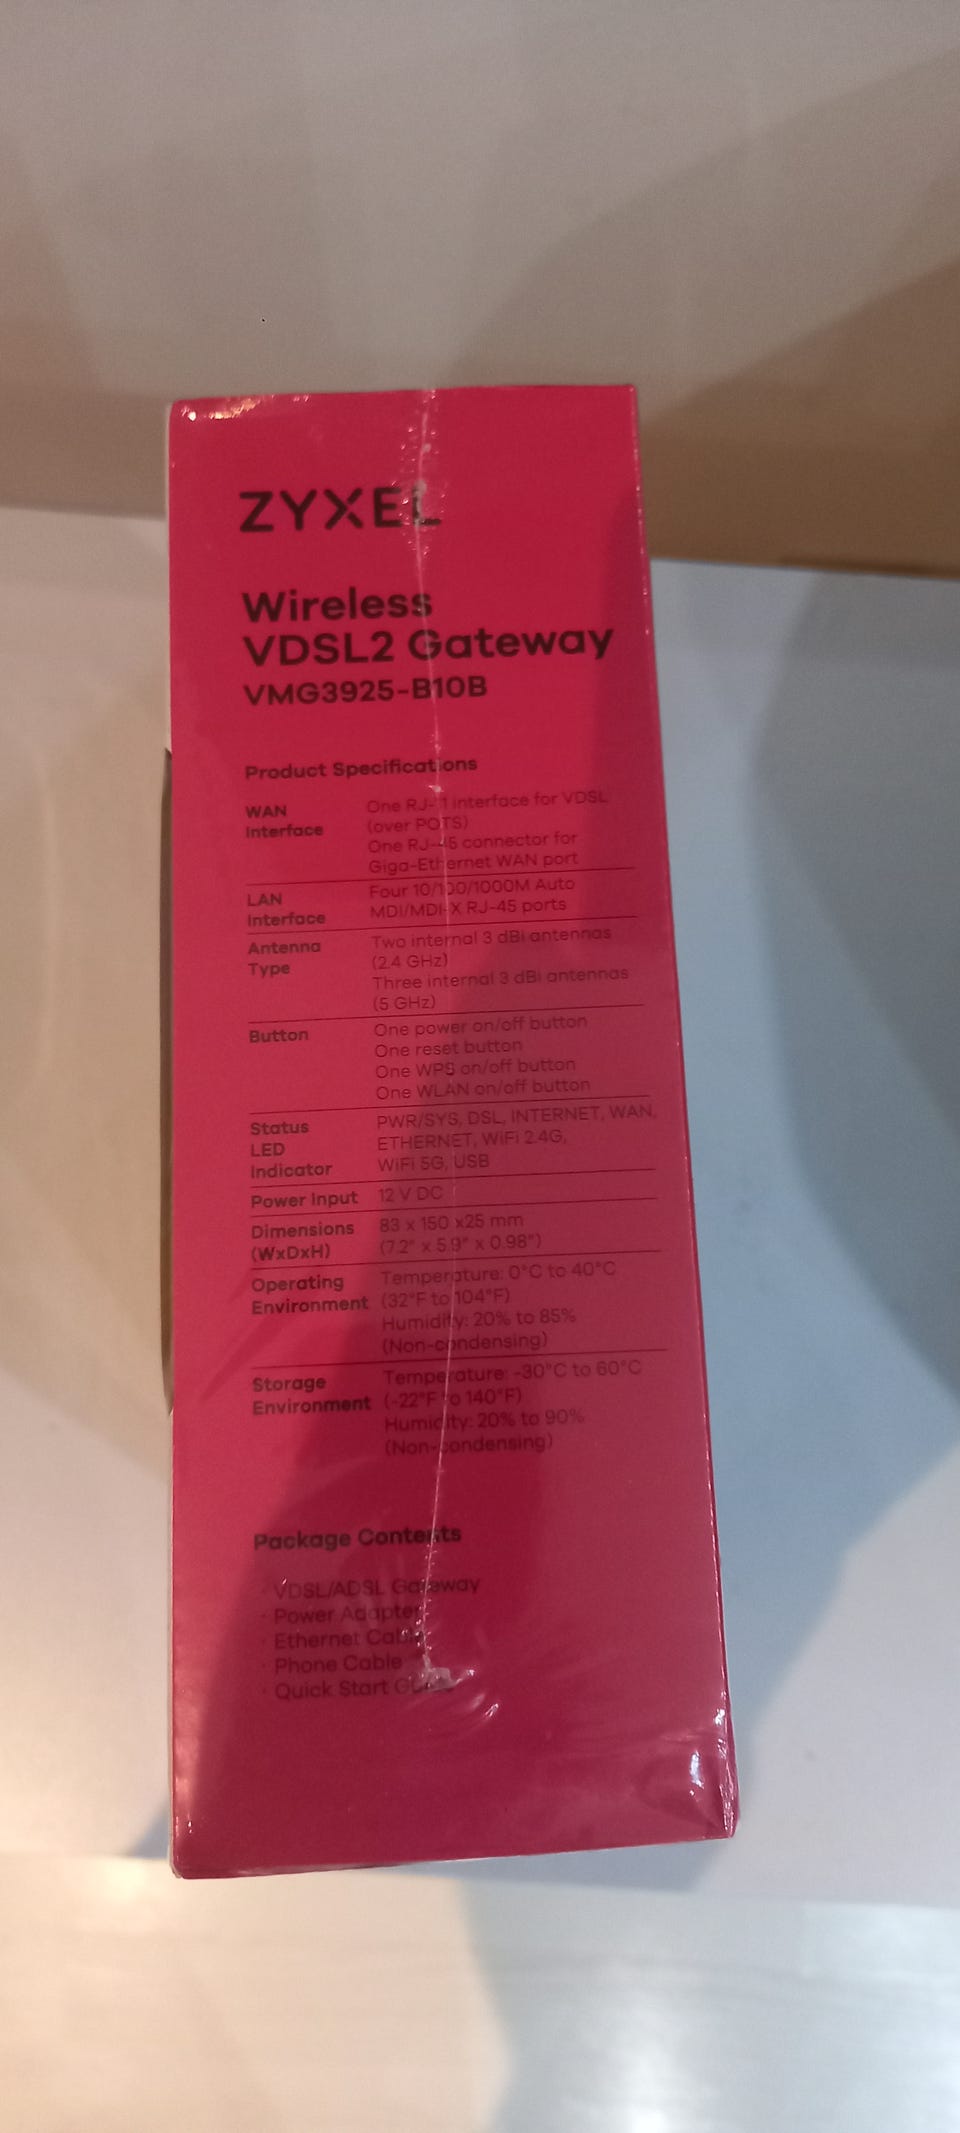 ZYXEL
Wireless
VDSL2 Gateway
VMG3925-B10B
Product Specifications
WAN Interface
One RJ-11 interface for VDSL
(over POTS)
One RJ-45 connector for
Giga-Ethernet WAN port
LAN Interface
Four 10/100/1000M Auto
MDI/MDI-X RJ-45 ports
Antenna Type
Two internal 3 dBi antennas
(2.4 GHz)
Three internal 3 dBi antennas
(5 GHz)
Button
One power on/off button
One reset button
One WPS on/off button
One WLAN on/off button
Status LED Indicator
PWR/SYS, DSL, INTERNET, WAN,
ETHERNET, WiFi 2.4G,
WiFi 5G, USB
Power Input
12 V DC
Dimensions (WxDxH)
83 x 150 x25 mm
(7.2" x 5.9" x 0.98")
Operating Environment
Temperature: 0°C to 40°C
(32°F to 104°F)
Humidity: 20% to 85%
(Non-condensing)
Storage Environment
Temperature: -30°C to 60°C
(-22°F to 140°F)
Humidity: 20% to 90%
(Non-condensing)
Package Contents
· VDSL/ADSL Gateway
· Power Adapter
· Ethernet Cable
· Phone Cable
· Quick Start Guide